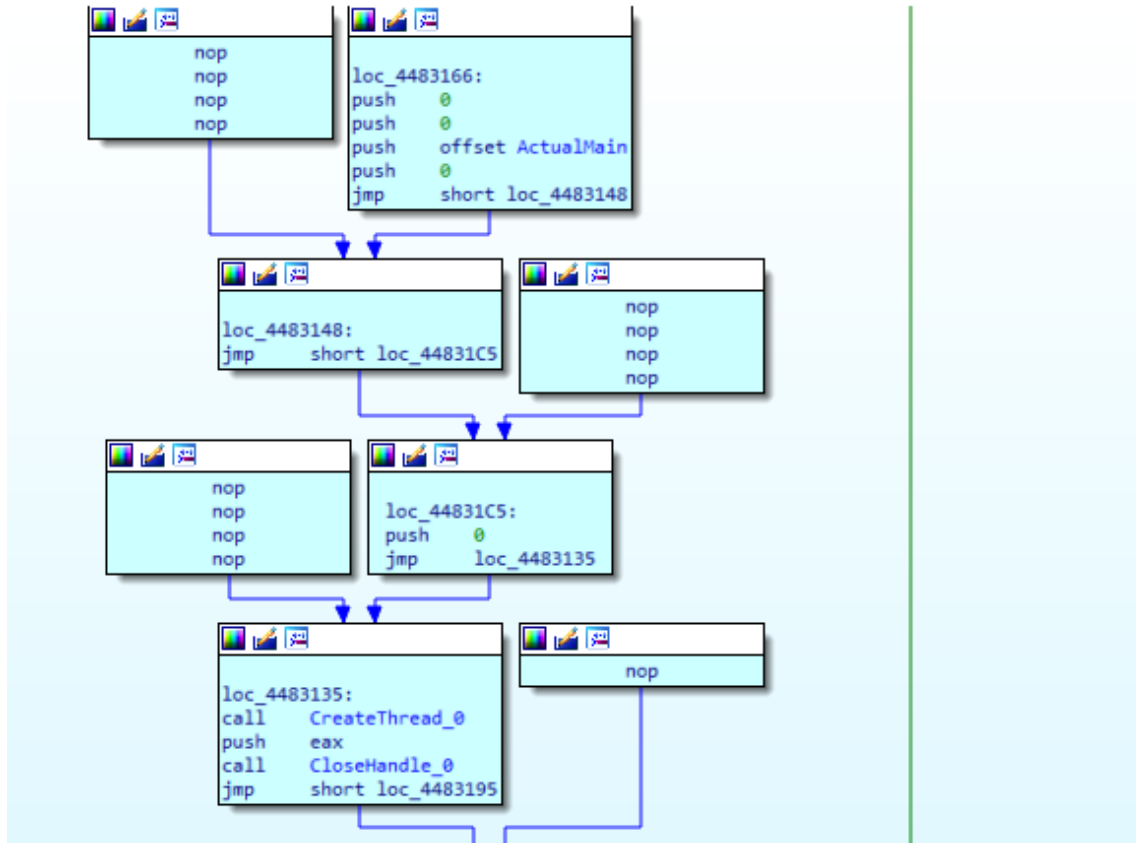 nop
nop
nop
nop
loc_4483166:
push 0
push 0
push offset ActualMain
push 0
jmp short loc_4483148
loc_4483148:
jmp short loc_44831C5
nop
nop
nop
nop
nop
nop
nop
nop
loc_44831C5:
push 0
jmp loc_4483135
loc_4483135:
call CreateThread_0
push eax
call CloseHandle_0
jmp short loc_4483195
nop